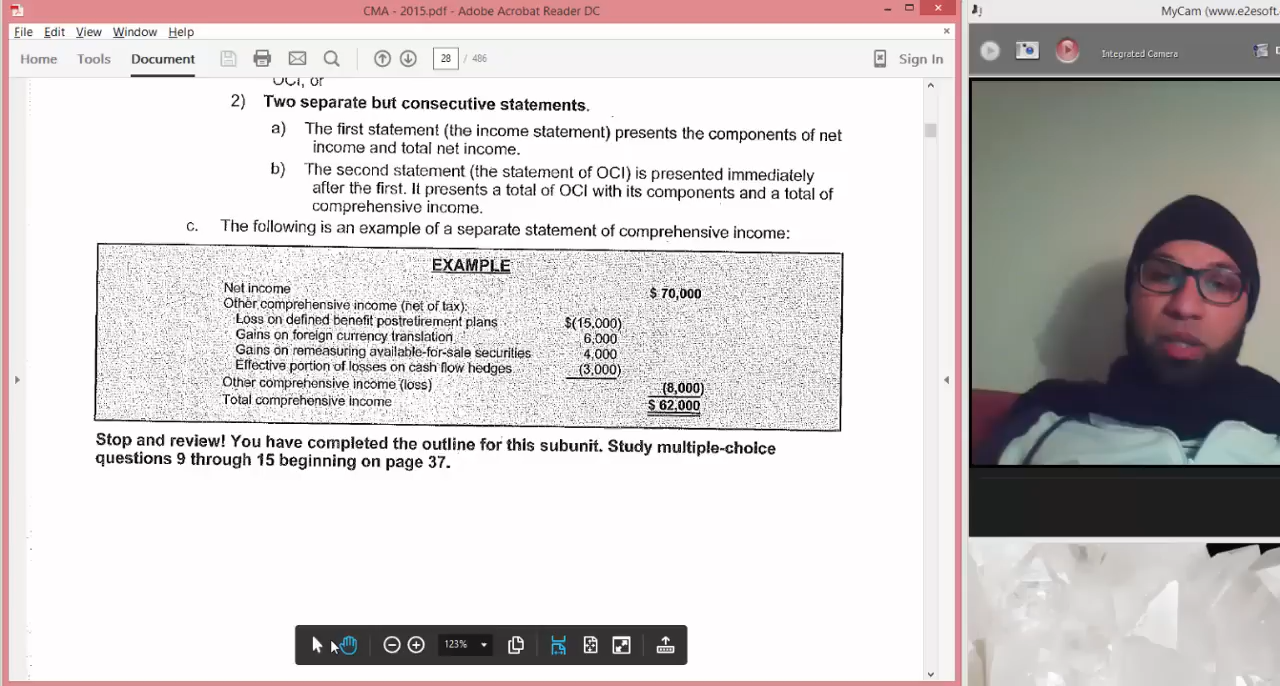 CMA - 2015.pdf - Adobe Acrobat Reader DC
MyCam (www.e2esoft.
File Edit View Window Help
Home Tools Document 28 / 486 Sign In
Integrated Camera
OCI, or
2) Two separate but consecutive statements.
a) The first statement (the income statement) presents the components of net
income and total net income.
b) The second statement (the statement of OCI) is presented immediately
after the first. It presents a total of OCI with its components and a total of
comprehensive income.
c. The following is an example of a separate statement of comprehensive income:
EXAMPLE
Net income $ 70,000
Other comprehensive income (net of tax):
Loss on defined benefit postretirement plans $(15,000)
Gains on foreign currency translation 6,000
Gains on remeasuring available-for-sale securities 4,000
Effective portion of losses on cash flow hedges (3,000)
Other comprehensive income (loss) (8,000)
Total comprehensive income $ 62,000
Stop and review! You have completed the outline for this subunit. Study multiple-choice
questions 9 through 15 beginning on page 37.
123%